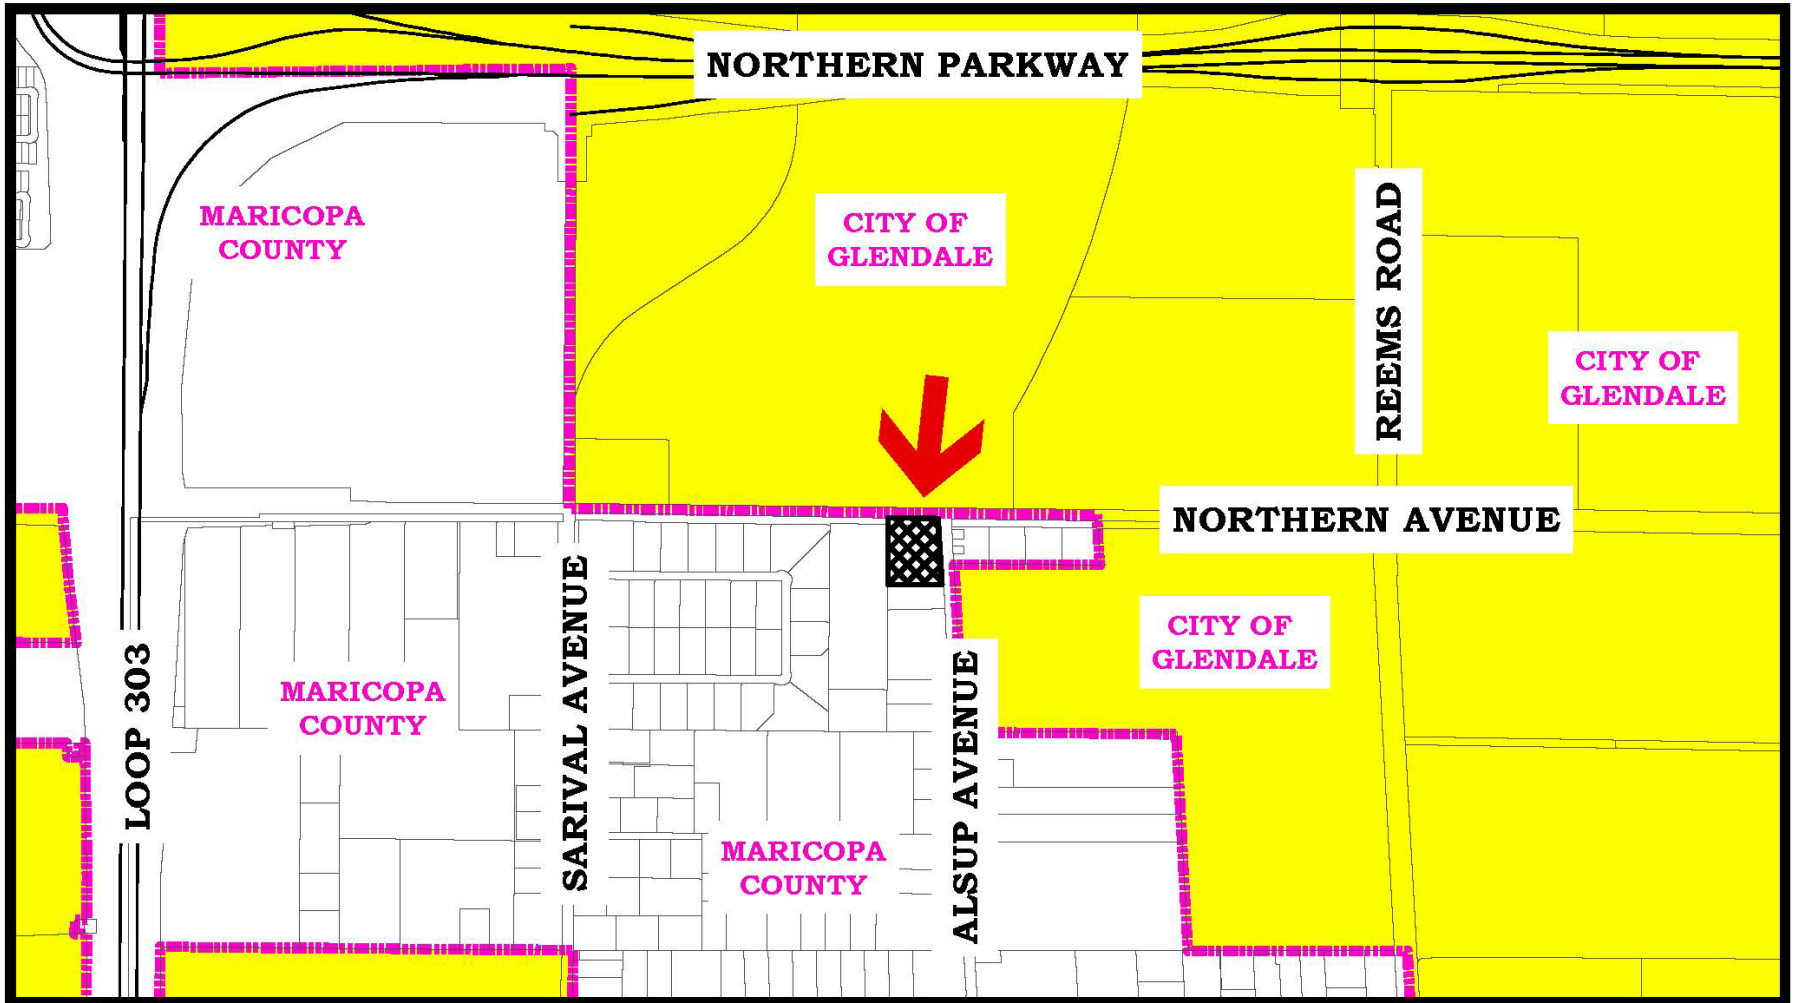 NORTHERN PARKWAY
MARICOPA
COUNTY
CITY OF
GLENDALE
REEMS ROAD
CITY OF
GLENDALE
NORTHERN AVENUE
LOOP 303
MARICOPA
COUNTY
SARIVAL AVENUE
CITY OF
GLENDALE
ALSUP AVENUE
MARICOPA
COUNTY